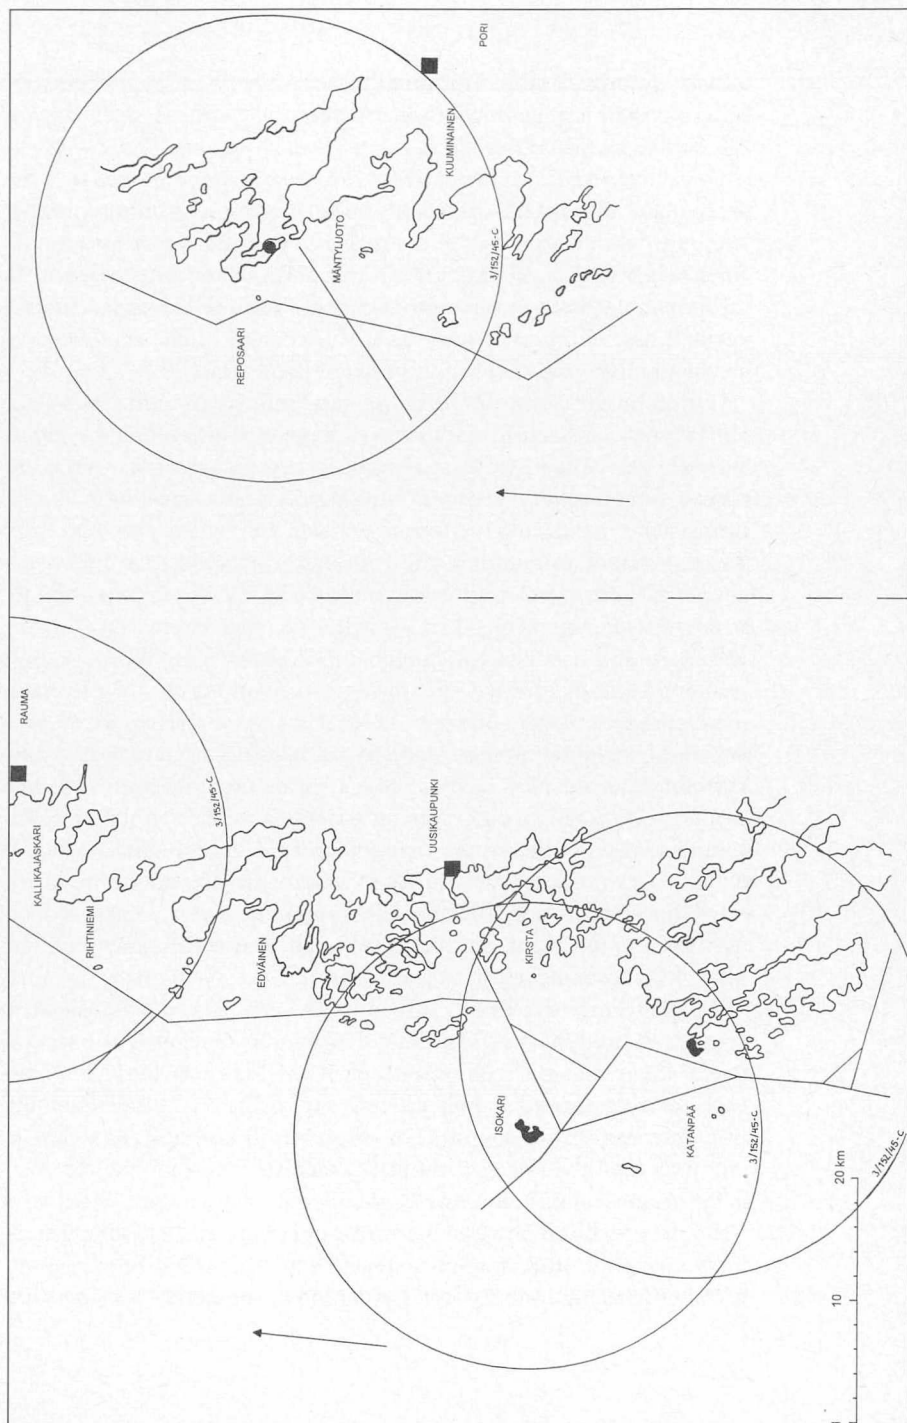 PORI
KUUMINAINEN
MÄNTYLUOTO
REPOSAARI
3/152/45-C
RAUMA
KALLIKAJASKARI
RIHTINIEMI
3/152/45-C
UUSIKAUPUNKI
EDVÄINEN
KIRSTA
ISOKARI
KATANPÄÄ
3/152/45-C
3/152/45-C
20 km
10